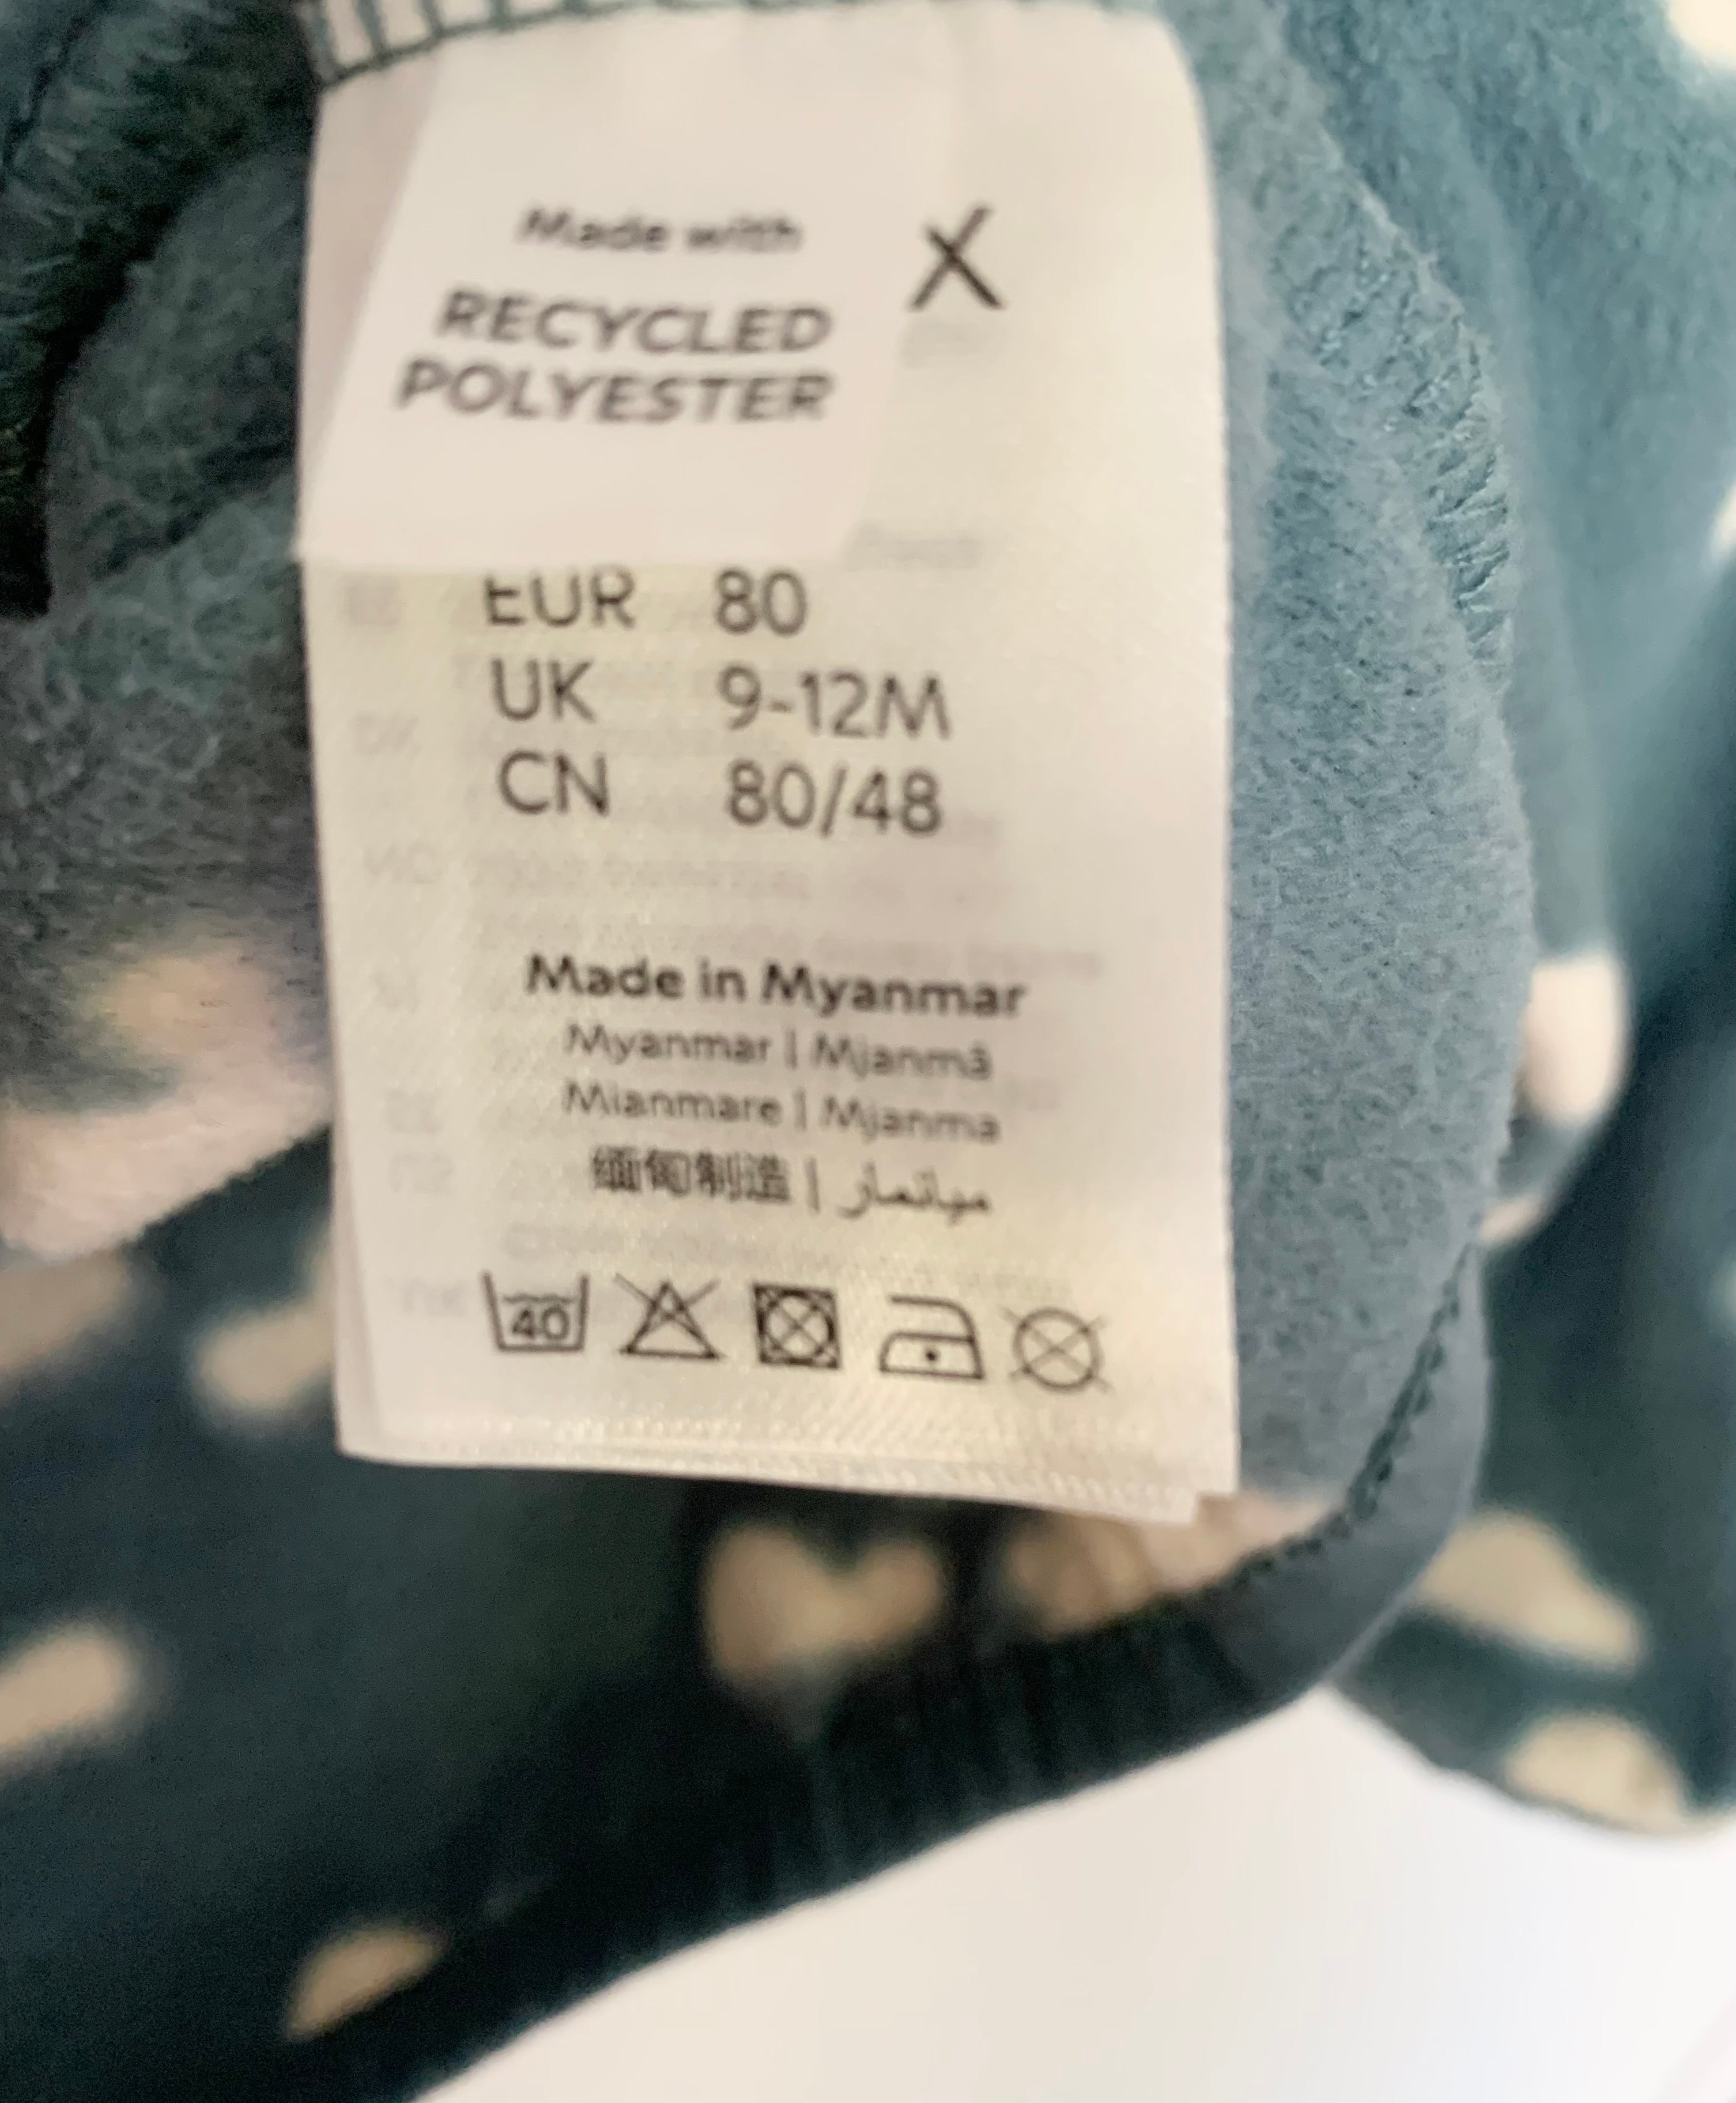 Made with
X
RECYCLED
POLYESTER
EUR 80
UK 9-12M
CN 80/48
Made in Myanmar
Myanmar | Mjanmā
Mianmare | Mjanma
缅甸制造 | ميانمار
40